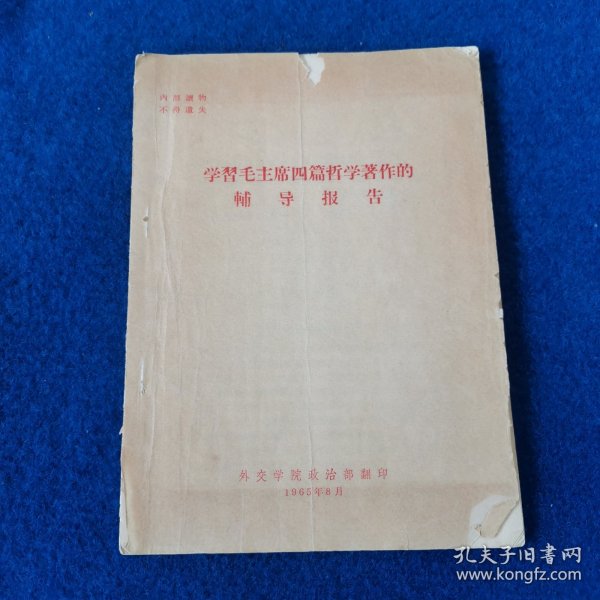 内部讀物
不得遺失
学習毛主席四篇哲学著作的
輔导报告
外交学院政治部翻印
1965年8月
孔夫子旧书网
www.kongfz.com